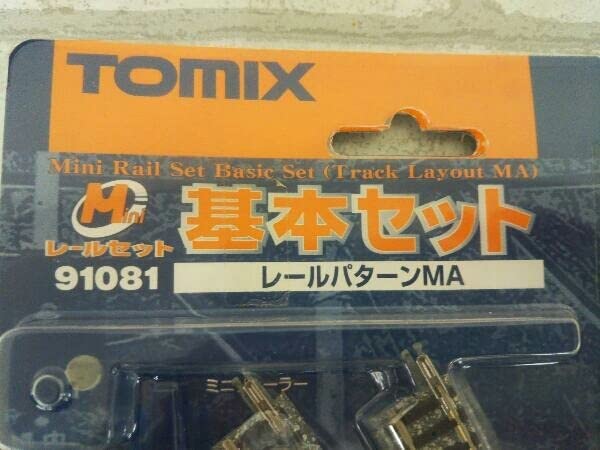 TOMIX
Mini Rail Set Basic Set (Track Layout MA)
Mini
レールセット
基本セット
91081
レールパターンMA